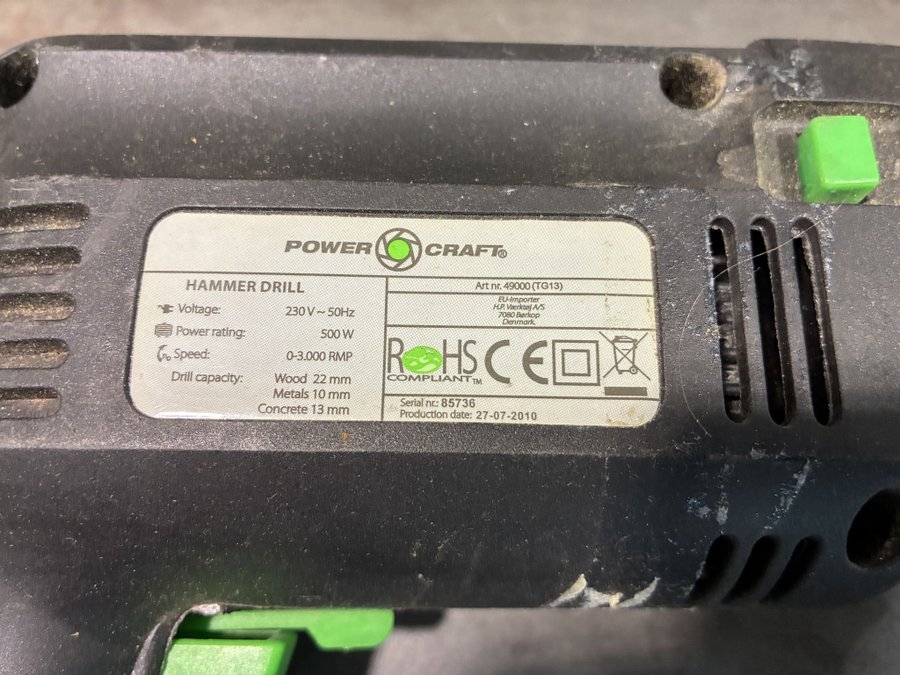 POWER CRAFT®
HAMMER DRILL
Voltage: 230 V ~ 50Hz
Power rating: 500 W
n₀ Speed: 0-3.000 RMP
Drill capacity: Wood 22 mm
Metals 10 mm
Concrete 13 mm
Art nr. 49000 (TG13)
EU-Importer
H.P. Værktøj A/S
7080 Børkop
Denmark.
RoHS CE
COMPLIANT™
Serial nr.: 85736
Production date: 27-07-2010